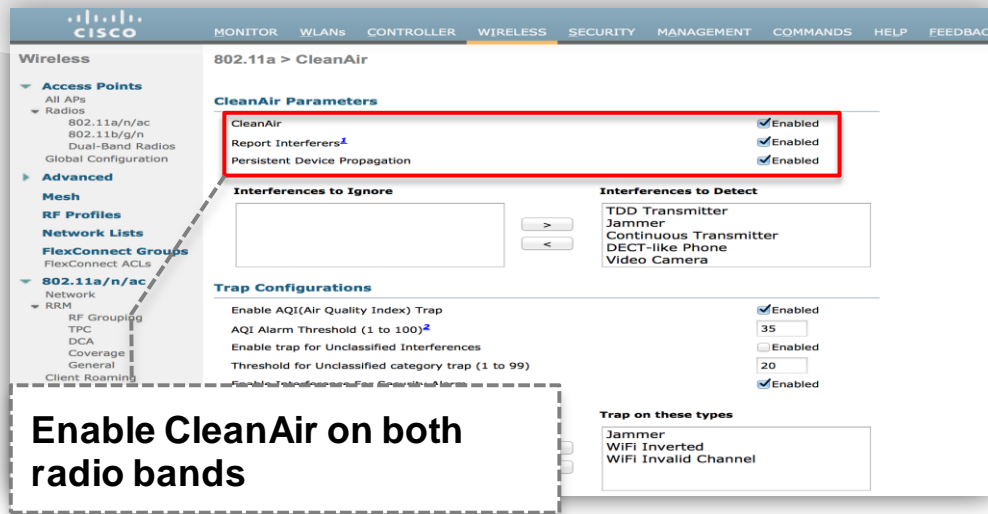 CISCO
MONITOR WLANs CONTROLLER WIRELESS SECURITY MANAGEMENT COMMANDS HELP FEEDBAC
Wireless
Access Points
All APs
Radios
802.11a/n/ac
802.11b/g/n
Dual-Band Radios
Global Configuration
Advanced
Mesh
RF Profiles
Network Lists
FlexConnect Groups
FlexConnect ACLs
802.11a/n/ac
Network
RRM
RF Grouping
TPC
DCA
Coverage
General
Client Roaming
802.11a > CleanAir
CleanAir Parameters
CleanAir Enabled
Report Interferers1 Enabled
Persistent Device Propagation Enabled
Interferences to Ignore
>
<
Interferences to Detect
TDD Transmitter
Jammer
Continuous Transmitter
DECT-like Phone
Video Camera
Trap Configurations
Enable AQI(Air Quality Index) Trap Enabled
AQI Alarm Threshold (1 to 100)2 35
Enable trap for Unclassified Interferences Enabled
Threshold for Unclassified category trap (1 to 99) 20
Enable Interference For Security Alarm Enabled
Trap on these types
Jammer
WiFi Inverted
WiFi Invalid Channel
Enable CleanAir on both
radio bands